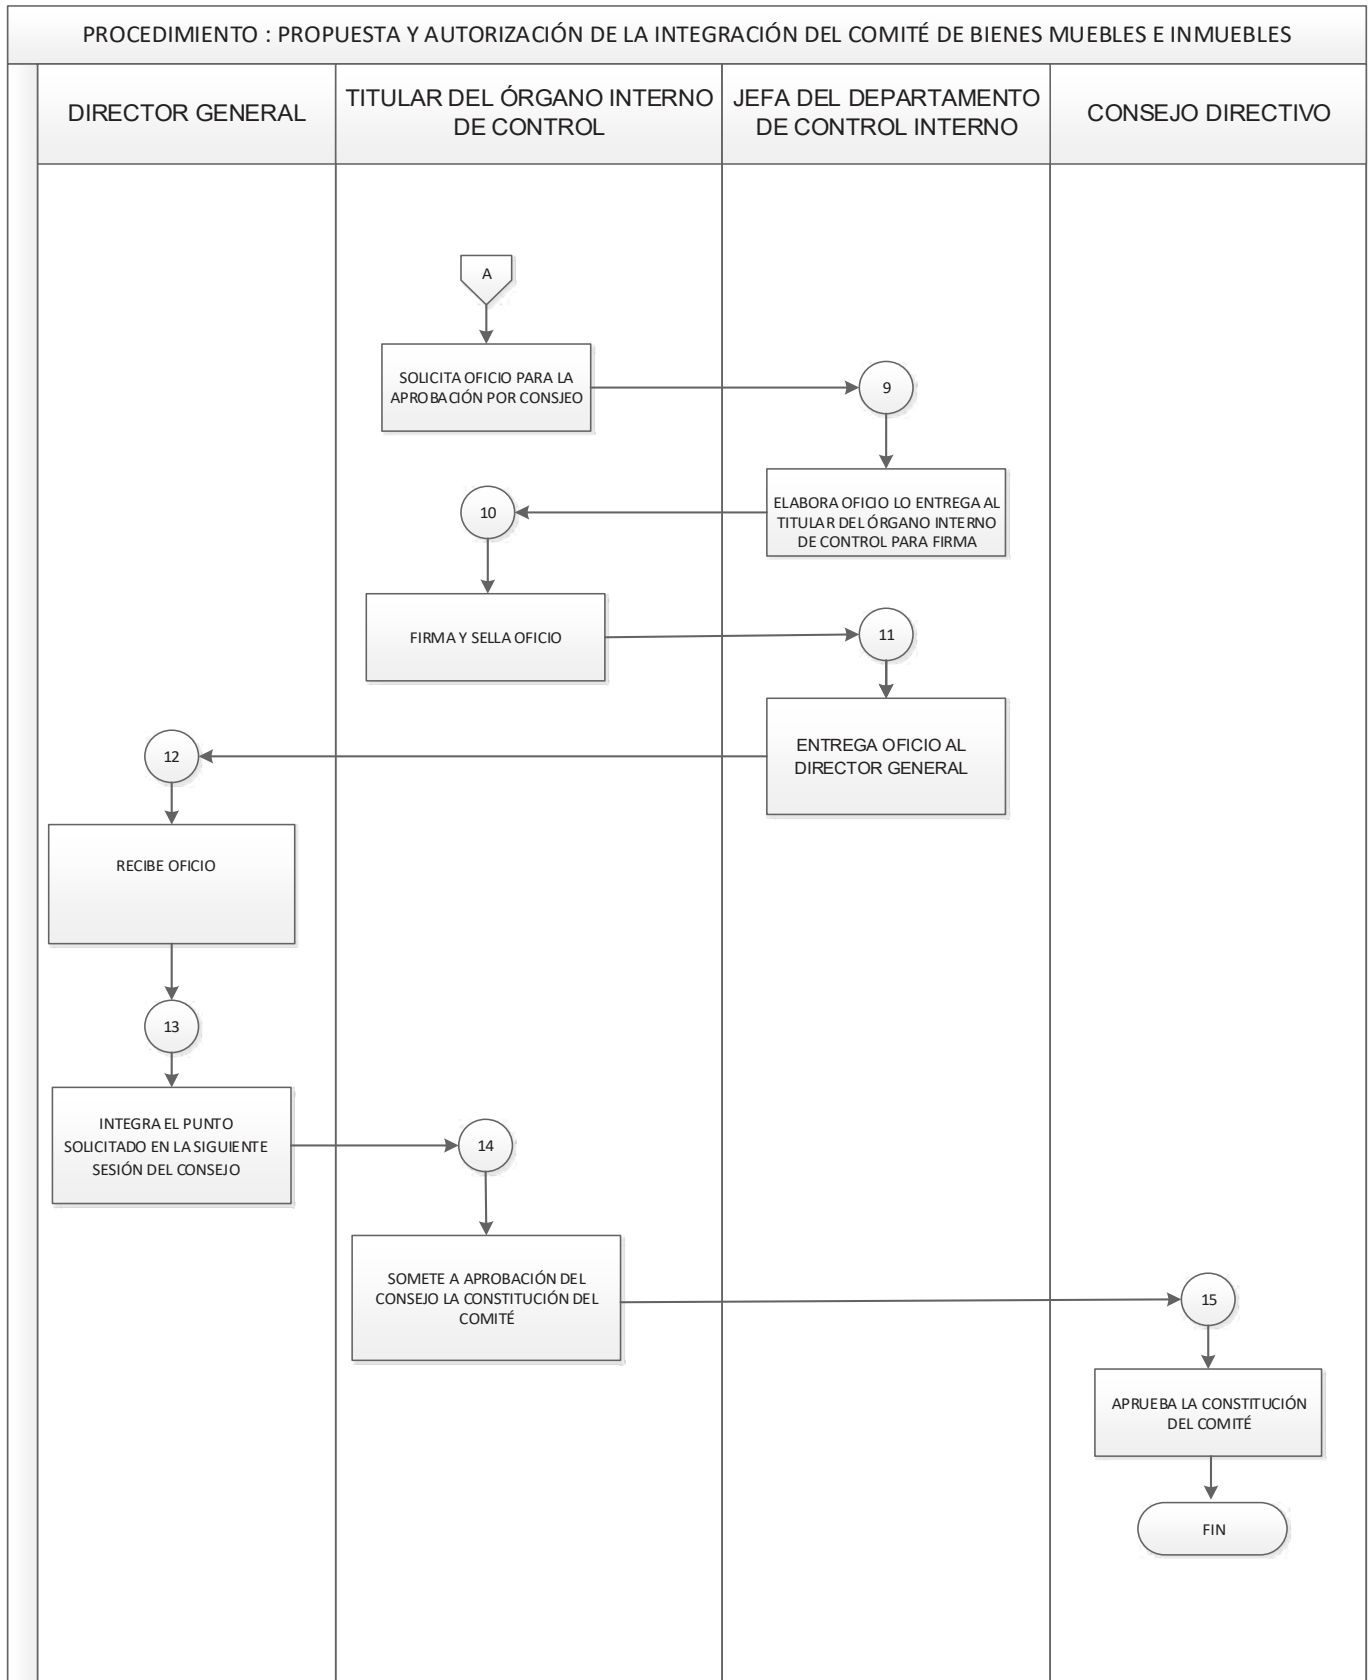 PROCEDIMIENTO : PROPUESTA Y AUTORIZACIÓN DE LA INTEGRACIÓN DEL COMITÉ DE BIENES MUEBLES E INMUEBLES
DIRECTOR GENERAL
TITULAR DEL ÓRGANO INTERNO
DE CONTROL
JEFA DEL DEPARTAMENTO
DE CONTROL INTERNO
CONSEJO DIRECTIVO
A
SOLICITA OFICIO PARA LA
APROBACIÓN POR CONSJEO
9
ELABORA OFICIO LO ENTREGA AL
TITULAR DEL ÓRGANO INTERNO
DE CONTROL PARA FIRMA
10
FIRMA Y SELLA OFICIO
11
ENTREGA OFICIO AL
DIRECTOR GENERAL
12
RECIBE OFICIO
13
INTEGRA EL PUNTO
SOLICITADO EN LA SIGUIENTE
SESIÓN DEL CONSEJO
14
SOMETE A APROBACIÓN DEL
CONSEJO LA CONSTITUCIÓN DEL
COMITÉ
15
APRUEBA LA CONSTITUCIÓN
DEL COMITÉ
FIN